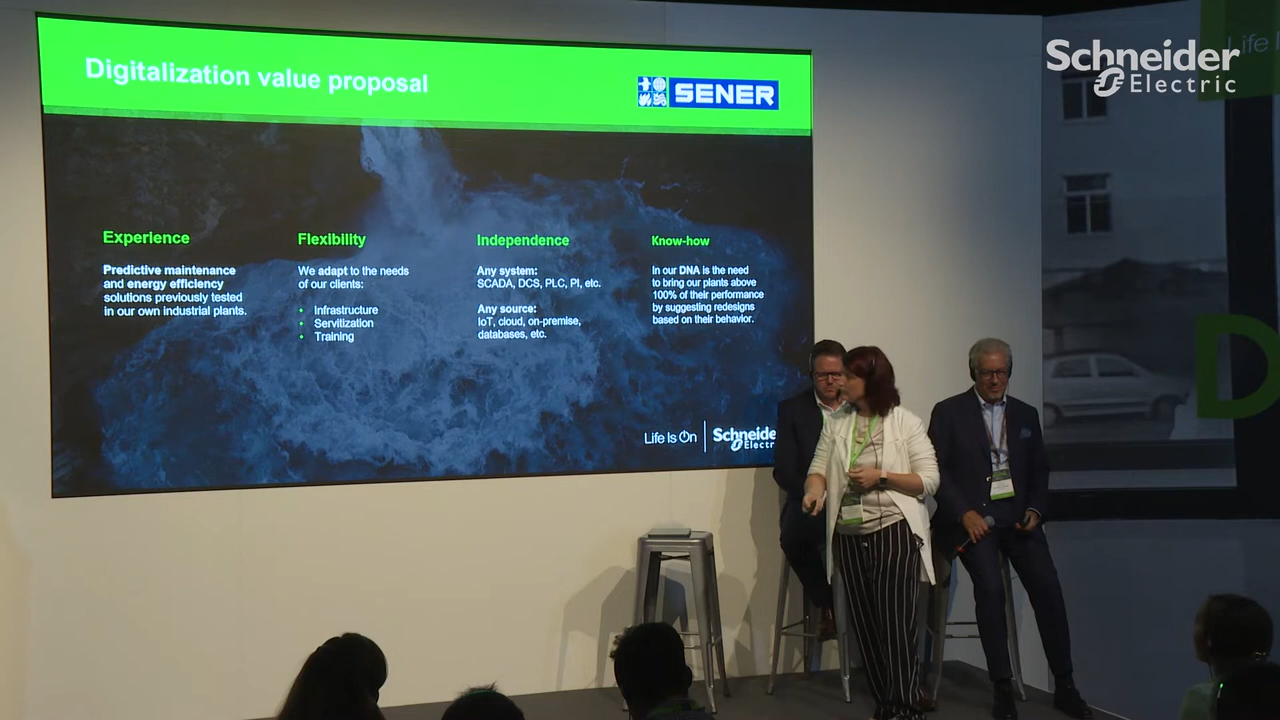 Digitalization value proposal
SENER
Schneider
Electric
Life I
Experience
Predictive maintenance
and energy efficiency
solutions previously tested
in our own industrial plants.
Flexibility
We adapt to the needs
of our clients:
• Infrastructure
• Servitization
• Training
Independence
Any system:
SCADA, DCS, PLC, PI, etc.
Any source:
IoT, cloud, on-premise,
databases, etc.
Know-how
In our DNA is the need
to bring our plants above
100% of their performance
by suggesting redesigns
based on their behavior.
Life Is On
Schneide
Electr
D